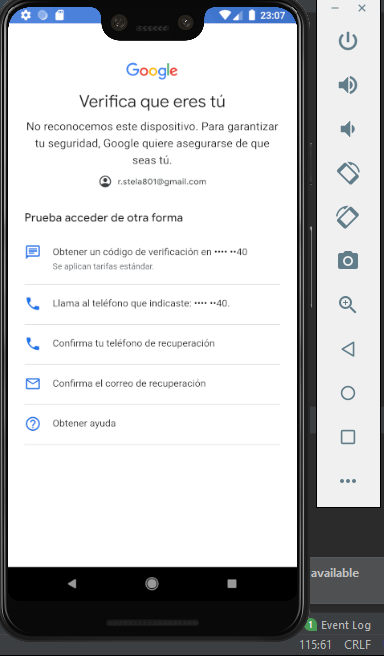 23:07
Google
Verifica que eres tú
No reconocemos este dispositivo. Para garantizar
tu seguridad, Google quiere asegurarse de que
seas tú.
r.stela801@gmail.com
Prueba acceder de otra forma
Obtener un código de verificación en •••• ••40
Se aplican tarifas estándar.
Llama al teléfono que indicaste: •••• ••40.
Confirma tu teléfono de recuperación
Confirma el correo de recuperación
Obtener ayuda
available
1 Event Log
115:61 CRLF